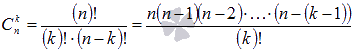 C_n^k = (n)! / ((k)!·(n−k)!) = n(n−1)(n−2)·…·(n−(k−1)) / (k)!